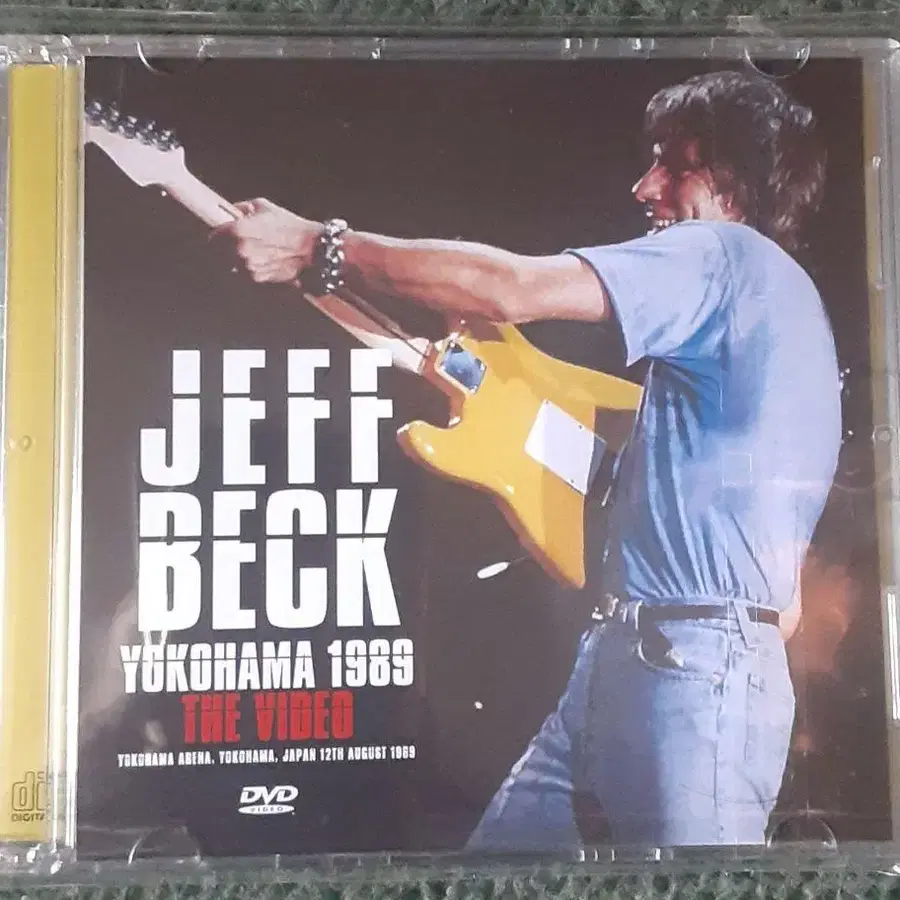 JEFF
BECK
YOKOHAMA 1989
THE VIDEO
YOKOHAMA ARENA, YOKOHAMA, JAPAN 12TH AUGUST 1989
DVD
VIDEO